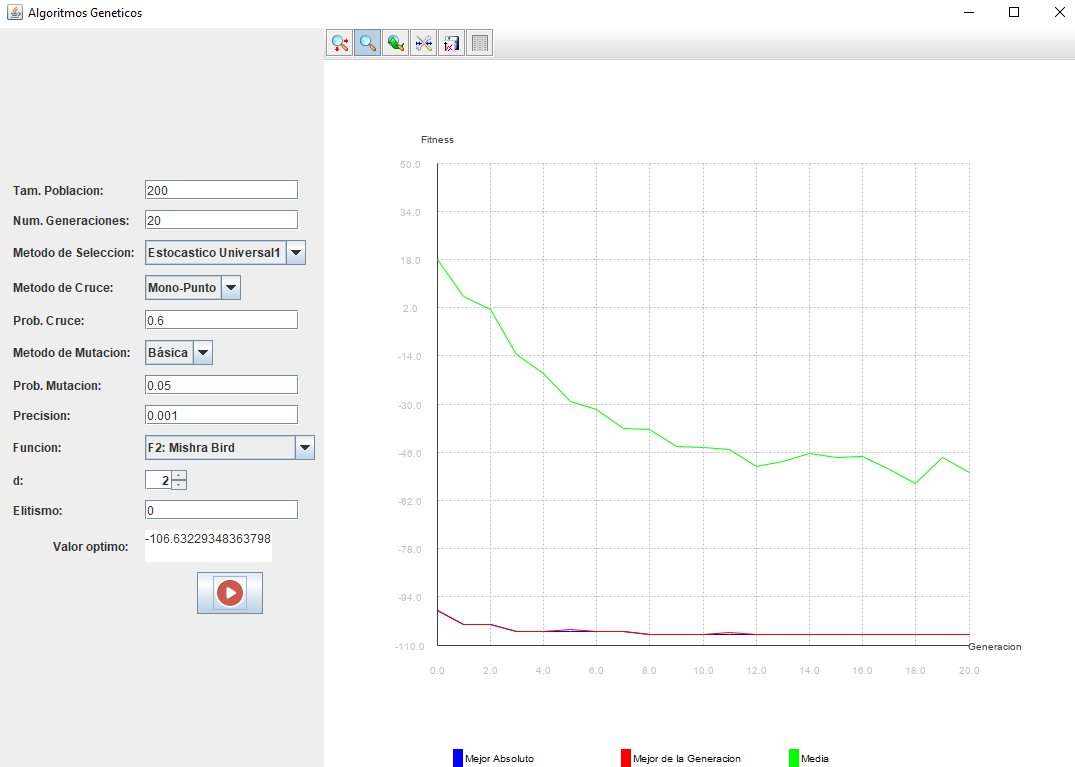 Algoritmos Geneticos
Tam. Poblacion: 200
Num. Generaciones: 20
Metodo de Seleccion: Estocastico Universal1
Metodo de Cruce: Mono-Punto
Prob. Cruce: 0.6
Metodo de Mutacion: Básica
Prob. Mutacion: 0.05
Precision: 0.001
Funcion: F2: Mishra Bird
d: 2
Elitismo: 0
Valor optimo: -106.63229348363798
Fitness
50.0
34.0
18.0
2.0
-14.0
-30.0
-46.0
-62.0
-78.0
-94.0
-110.0
Generacion
0.0 2.0 4.0 6.0 8.0 10.0 12.0 14.0 16.0 18.0 20.0
Mejor Absoluto Mejor de la Generacion Media